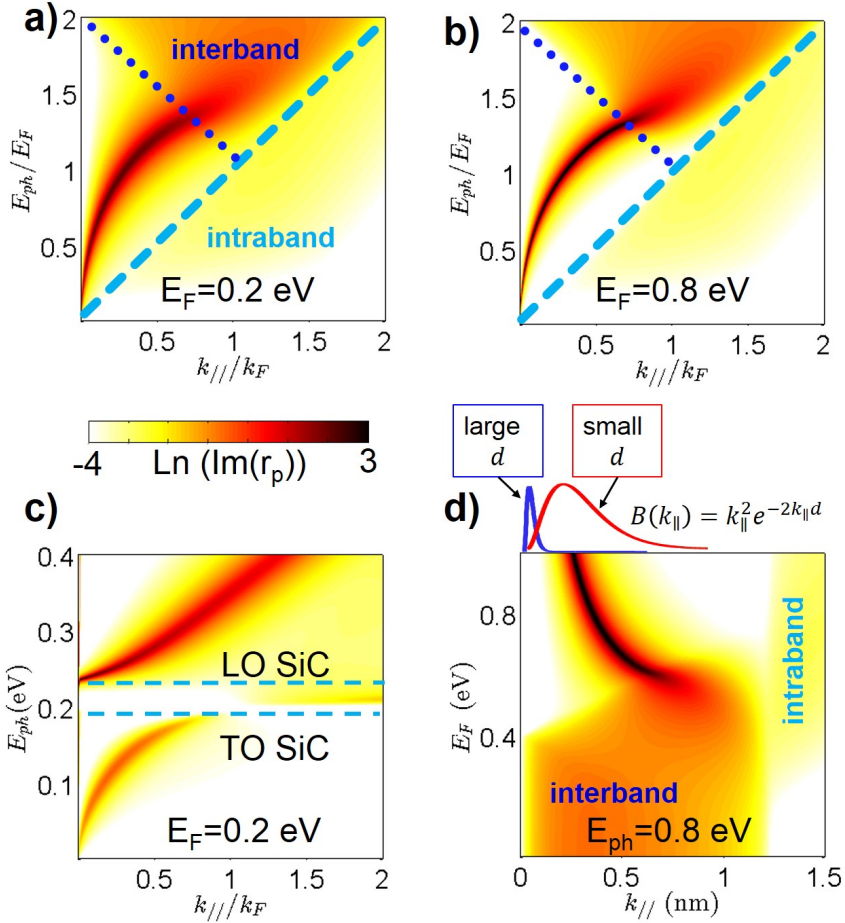 a)
2
interband
1.5
1
0.5
E_ph/E_F
intraband
E_F=0.2 eV
0.5 1 1.5 2
k_///k_F
b)
2
1.5
1
0.5
E_ph/E_F
E_F=0.8 eV
0.5 1 1.5 2
k_///k_F
-4 Ln (Im(r_p)) 3
large
d
small
d
B(k_∥) = k_∥^2 e^{-2k_∥d}
c)
0.4
0.3
0.2
0.1
E_ph(eV)
LO SiC
TO SiC
E_F=0.2 eV
0.5 1 1.5 2
k_///k_F
d)
0.8
0.4
E_F (eV)
intraband
interband
E_ph=0.8 eV
0 0.5 1 1.5
k_// (nm)